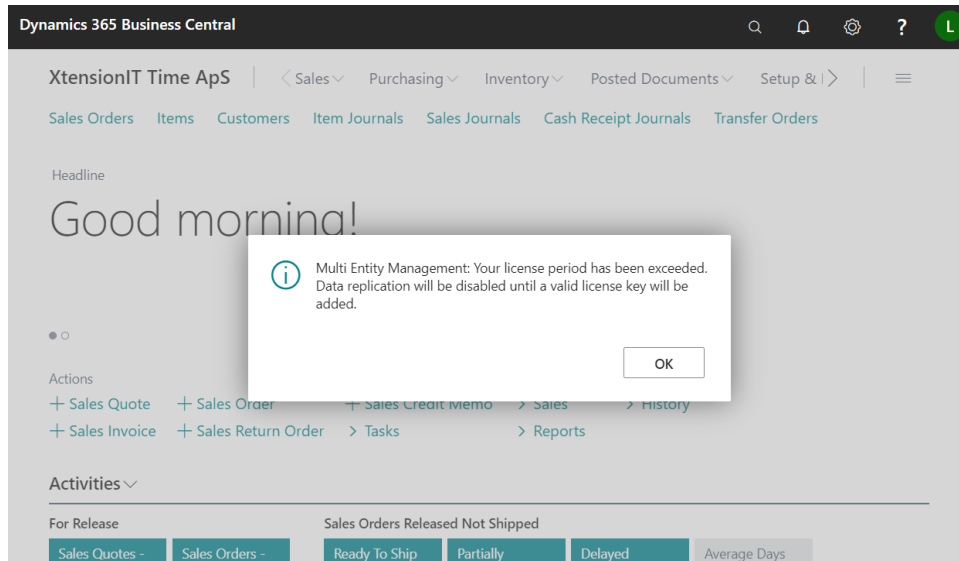 Dynamics 365 Business Central
?
L
XtensionIT Time ApS
Sales
Purchasing
Inventory
Posted Documents
Setup &
Sales Orders Items Customers Item Journals Sales Journals Cash Receipt Journals Transfer Orders
Headline
Good morning!
Multi Entity Management: Your license period has been exceeded.
Data replication will be disabled until a valid license key will be
added.
OK
Actions
+ Sales Quote + Sales Order + Sales Credit Memo > Sales > History
+ Sales Invoice + Sales Return Order > Tasks > Reports
Activities
For Release
Sales Orders Released Not Shipped
Sales Quotes -
Sales Orders -
Ready To Ship
Partially
Delayed
Average Days